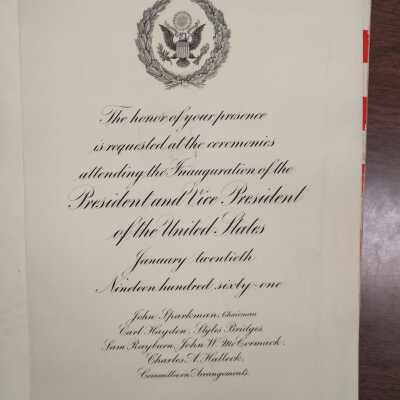 The honor of your presence
is requested at the ceremonies
attending the Inauguration of the
President and Vice President
of the United States
January twentieth
Nineteen hundred sixty-one
John Sparkman, Chairman
Carl Hayden, Styles Bridges,
Sam Rayburn, John W. McCormack,
Charles A. Halleck,
Committee on Arrangements.